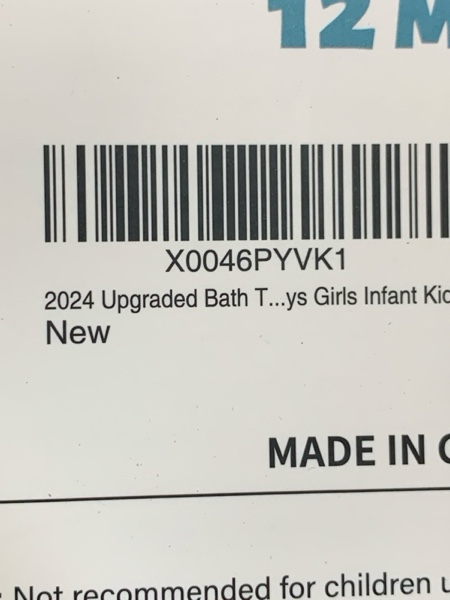 12 M
X0046PYVK1
2024 Upgraded Bath T...ys Girls Infant Kid
New
MADE IN C
Not recommended for children u